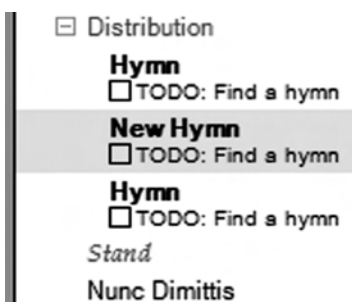 Distribution
Hymn
TODO: Find a hymn
New Hymn
TODO: Find a hymn
Hymn
TODO: Find a hymn
Stand
Nunc Dimittis